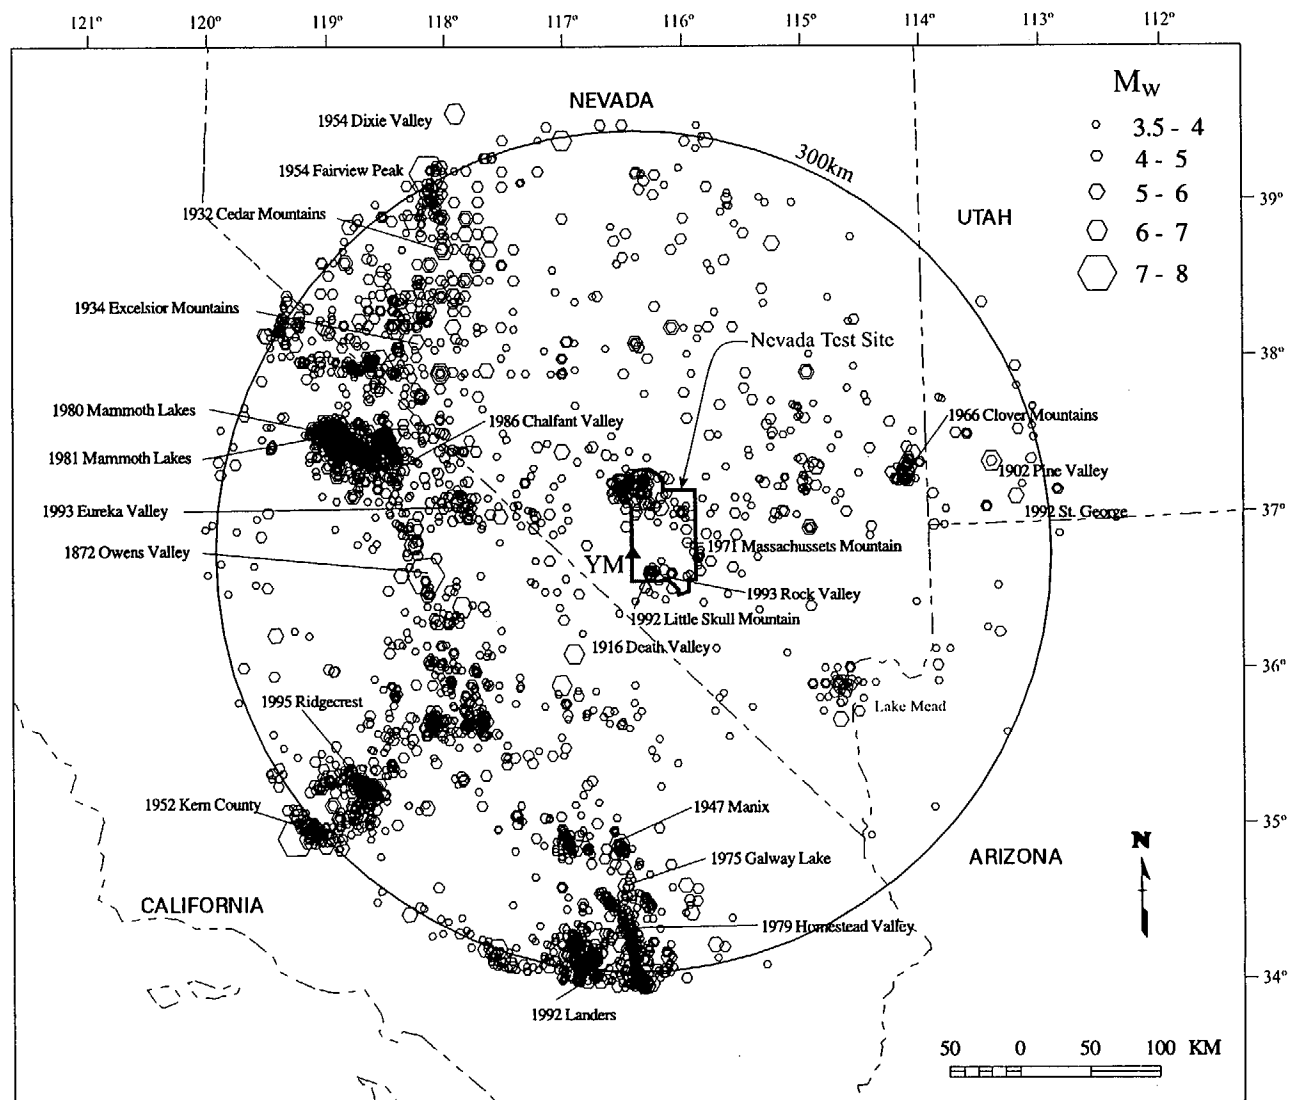 121°
120°
119°
118°
117°
116°
115°
114°
113°
112°
NEVADA
M_W
3.5 - 4
4 - 5
5 - 6
6 - 7
7 - 8
1954 Dixie Valley
1954 Fairview Peak
300km
39°
1932 Cedar Mountains
UTAH
1934 Excelsior Mountains
Nevada Test Site
38°
1980 Mammoth Lakes
1986 Chalfant Valley
1966 Clover Mountains
1981 Mammoth Lakes
1902 Pine Valley
1993 Eureka Valley
1992 St. George
37°
1872 Owens Valley
1971 Massachussets Mountain
YM
1993 Rock Valley
1992 Little Skull Mountain
1916 Death Valley
36°
1995 Ridgecrest
Lake Mead
1952 Kern County
1947 Manix
35°
1975 Galway Lake
N
ARIZONA
CALIFORNIA
1979 Homestead Valley
34°
1992 Landers
50 0 50 100 KM